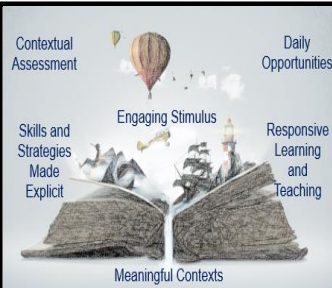 Contextual
Assessment
Daily
Opportunities
Engaging Stimulus
Skills and
Strategies
Made
Explicit
Responsive
Learning
and
Teaching
Meaningful Contexts